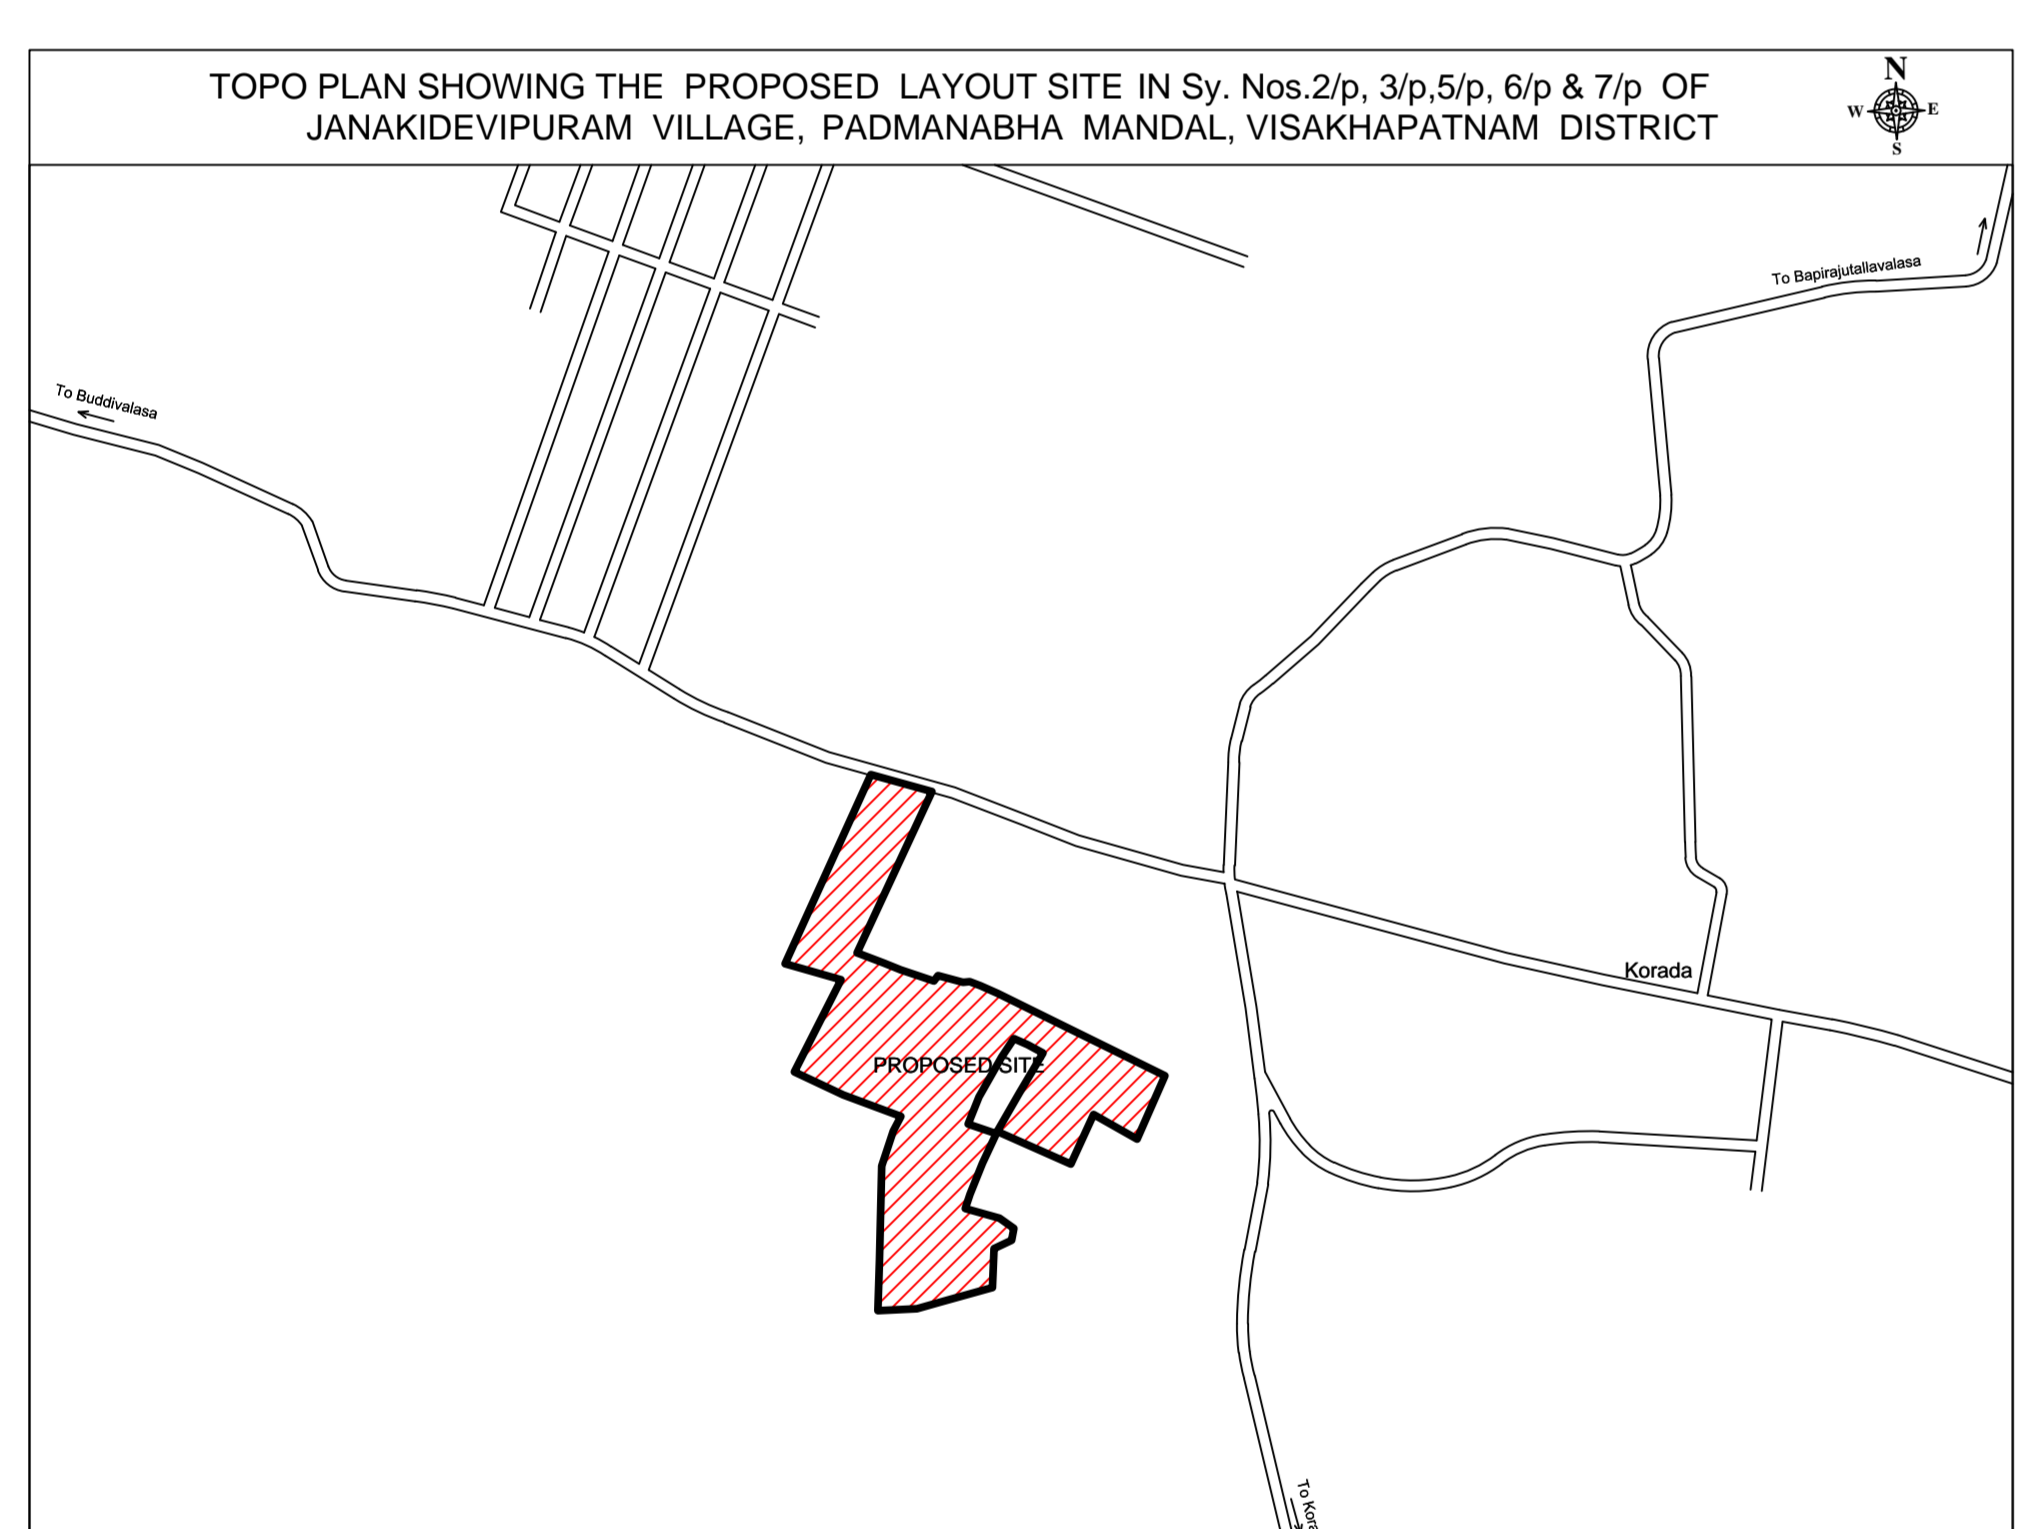 TOPO PLAN SHOWING THE PROPOSED LAYOUT SITE IN Sy. Nos.2/p, 3/p,5/p, 6/p & 7/p OF
JANAKIDEVIPURAM VILLAGE, PADMANABHA MANDAL, VISAKHAPATNAM DISTRICT
N
W E
S
To Bapirajutallavalasa
To Buddivalasa
Korada
PROPOSED SITE
To